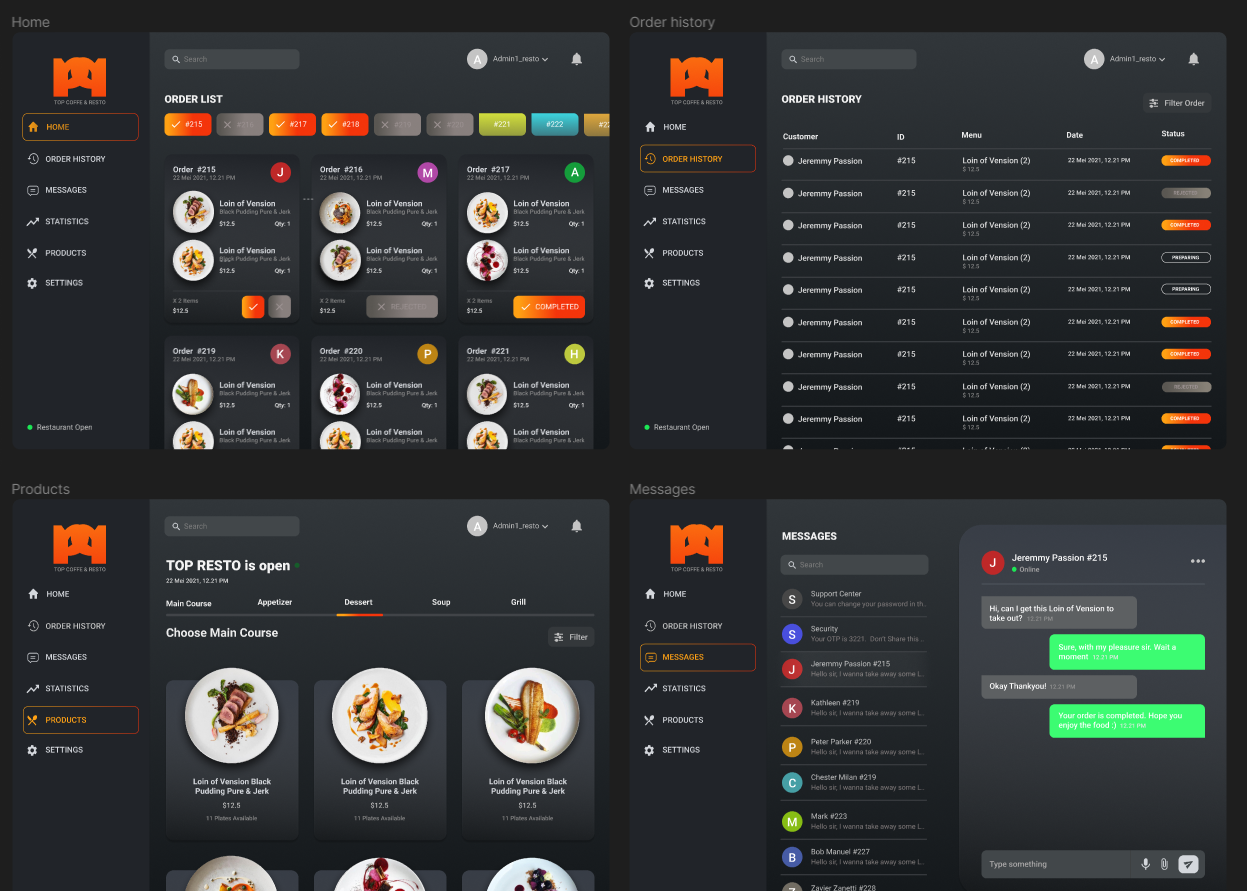 Home
TOP COFFE & RESTO
HOME
ORDER HISTORY
MESSAGES
STATISTICS
PRODUCTS
SETTINGS
Restaurant Open
Search
A
Admin1_resto
ORDER LIST
#215
#217
#218
#221
#222
Order #215
22 Mei 2021, 12.21 PM
J
Loin of Vension
Black Pudding Pure & Jerk
$12.5
Qty: 1
Loin of Vension
Black Pudding Pure & Jerk
$12.5
Qty: 1
X 2 Items
$12.5
Order #216
22 Mei 2021, 12.21 PM
M
Loin of Vension
Black Pudding Pure & Jerk
$12.5
Qty: 1
Loin of Vension
Black Pudding Pure & Jerk
$12.5
Qty: 1
X 2 Items
$12.5
REJECTED
Order #217
22 Mei 2021, 12.21 PM
A
Loin of Vension
Black Pudding Pure & Jerk
$12.5
Qty: 1
Loin of Vension
Black Pudding Pure & Jerk
$12.5
Qty: 1
X 2 Items
$12.5
COMPLETED
Order #219
22 Mei 2021, 12.21 PM
K
Loin of Vension
Black Pudding Pure & Jerk
$12.5
Qty: 1
Loin of Vension
Black Pudding Pure & Jerk
Order #220
22 Mei 2021, 12.21 PM
P
Loin of Vension
Black Pudding Pure & Jerk
$12.5
Qty: 1
Loin of Vension
Black Pudding Pure & Jerk
Order #221
22 Mei 2021, 12.21 PM
H
Loin of Vension
Black Pudding Pure & Jerk
$12.5
Qty: 1
Loin of Vension
Black Pudding Pure & Jerk
Order history
TOP COFFE & RESTO
HOME
ORDER HISTORY
MESSAGES
STATISTICS
PRODUCTS
SETTINGS
Restaurant Open
Search
A
Admin1_resto
ORDER HISTORY
Filter Order
Customer ID Menu Date Status
Jeremmy Passion #215 Loin of Vension (2) 22 Mei 2021, 12.21 PM COMPLETED
$ 12.5
Jeremmy Passion #215 Loin of Vension (2) 22 Mei 2021, 12.21 PM REJECTED
$ 12.5
Jeremmy Passion #215 Loin of Vension (2) 22 Mei 2021, 12.21 PM COMPLETED
$ 12.5
Jeremmy Passion #215 Loin of Vension (2) 22 Mei 2021, 12.21 PM PREPARING
$ 12.5
Jeremmy Passion #215 Loin of Vension (2) 22 Mei 2021, 12.21 PM PREPARING
$ 12.5
Jeremmy Passion #215 Loin of Vension (2) 22 Mei 2021, 12.21 PM COMPLETED
$ 12.5
Jeremmy Passion #215 Loin of Vension (2) 22 Mei 2021, 12.21 PM COMPLETED
$ 12.5
Jeremmy Passion #215 Loin of Vension (2) 22 Mei 2021, 12.21 PM REJECTED
$ 12.5
Jeremmy Passion #215 Loin of Vension (2) 22 Mei 2021, 12.21 PM COMPLETED
$ 12.5
Products
TOP COFFE & RESTO
HOME
ORDER HISTORY
MESSAGES
STATISTICS
PRODUCTS
SETTINGS
Search
A
Admin1_resto
TOP RESTO is open
22 Mei 2021, 12.21 PM
Main Course Appetizer Dessert Soup Grill
Choose Main Course
Filter
Loin of Vension Black
Pudding Pure & Jerk
$12.5
11 Plates Available
Loin of Vension Black
Pudding Pure & Jerk
$12.5
11 Plates Available
Loin of Vension Black
Pudding Pure & Jerk
$12.5
11 Plates Available
Messages
TOP COFFE & RESTO
HOME
ORDER HISTORY
MESSAGES
STATISTICS
PRODUCTS
SETTINGS
MESSAGES
Search
S
Support Center
You can change your password in th..
S
Security
Your OTP is 3221. Don't Share this ..
J
Jeremmy Passion #215
Hello sir, I wanna take away some L..
K
Kathleen #219
Hello sir, I wanna take away some L..
P
Peter Parker #220
Hello sir, I wanna take away some L..
C
Chester Milan #219
Hello sir, I wanna take away some L..
M
Mark #223
Hello sir, I wanna take away some L..
B
Bob Manuel #227
Hello sir, I wanna take away some L..
Zavier Zanetti #228
J
Jeremmy Passion #215
Online
Hi, can I get this Loin of Vension to
take out? 12.21 PM
Sure, with my pleasure sir. Wait a
moment 12.21 PM
Okay Thankyou! 12.21 PM
Your order is completed. Hope you
enjoy the food :) 12.21 PM
Type something